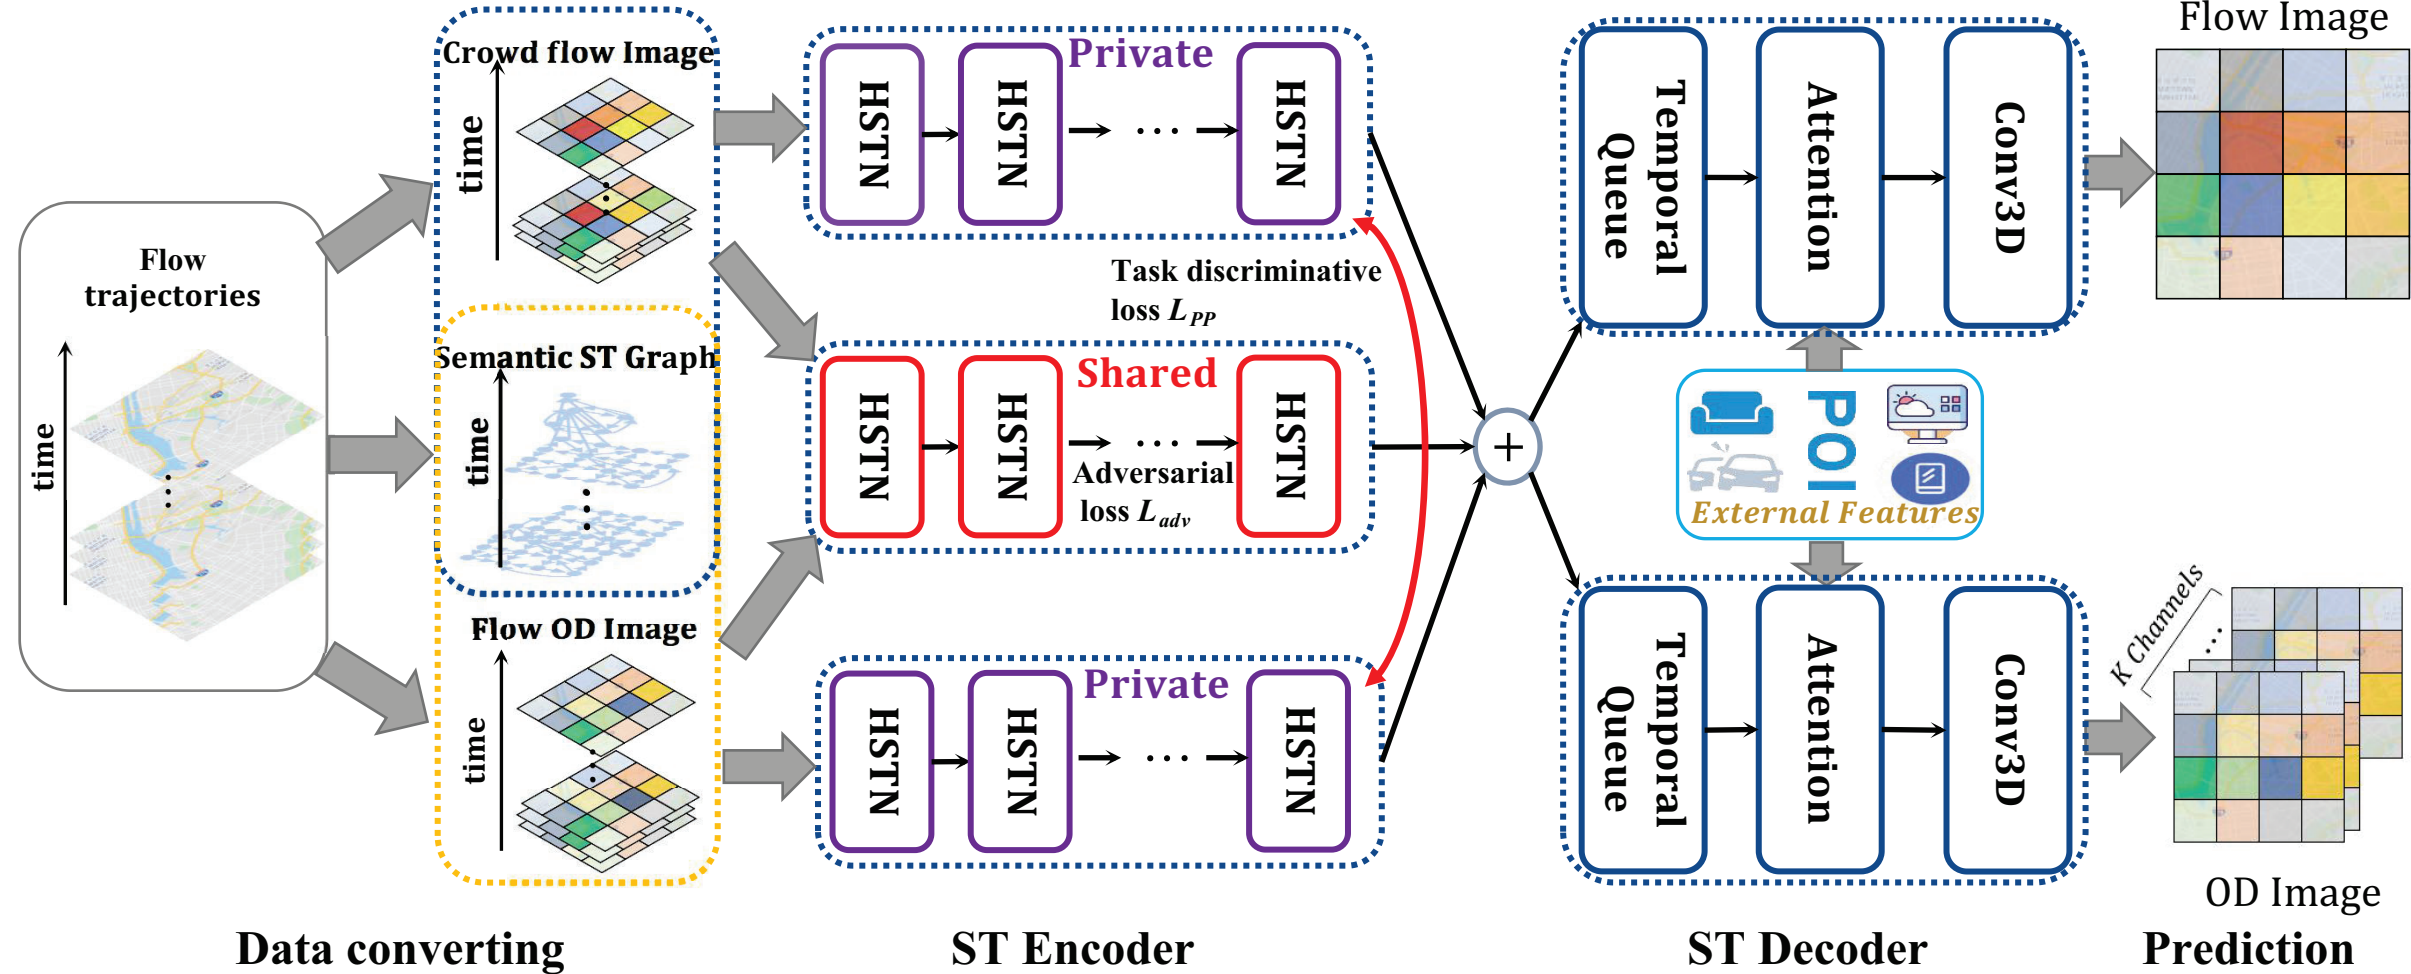 Flow
trajectories
time
Crowd flow Image
time
Semantic ST Graph
time
Flow OD Image
time
Data converting
Private
HSTN
HSTN
...
HSTN
Task discriminative
loss L_PP
Shared
HSTN
HSTN
...
HSTN
Adversarial
loss L_adv
Private
HSTN
HSTN
...
HSTN
ST Encoder
+
Temporal
Queue
Attention
Conv3D
POI
External Features
Temporal
Queue
Attention
Conv3D
ST Decoder
Flow Image
K Channels
...
OD Image
Prediction